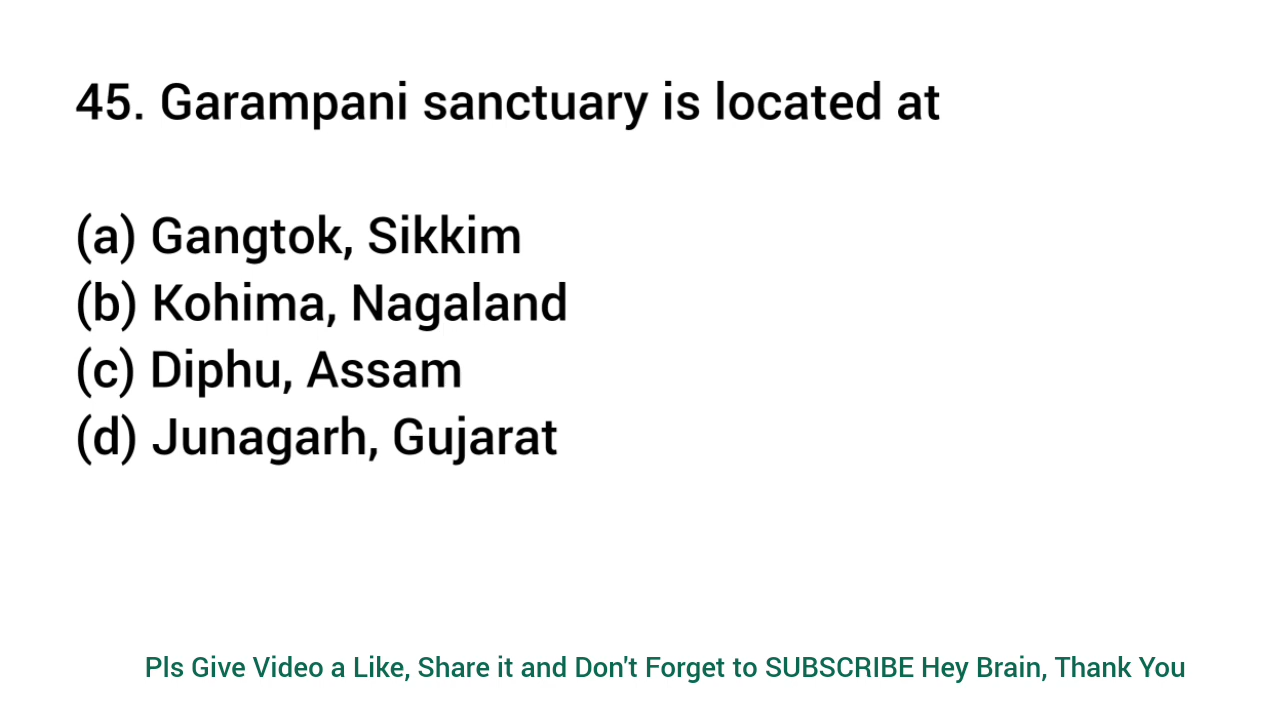 45. Garampani sanctuary is located at
(a) Gangtok, Sikkim
(b) Kohima, Nagaland
(c) Diphu, Assam
(d) Junagarh, Gujarat
Pls Give Video a Like, Share it and Don't Forget to SUBSCRIBE Hey Brain, Thank You